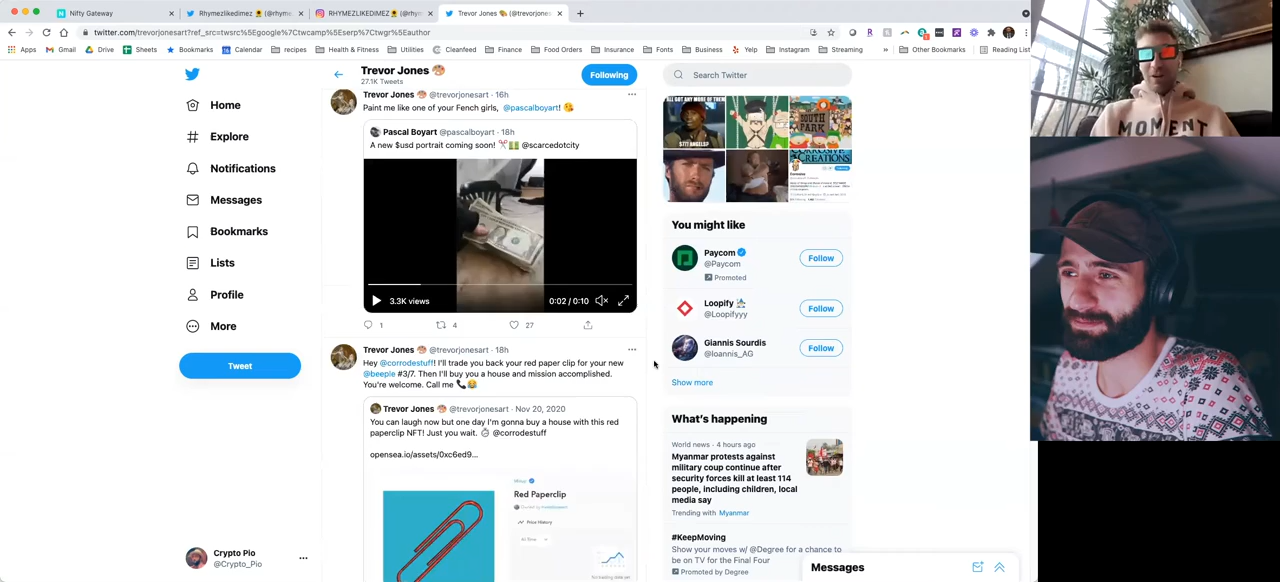 Nifty Gateway
Rhymezlikedimez
RHYMEZLIKEDIMEZ
Trevor Jones
twitter.com/trevorjonesart?ref_src=twsrc%5Egoogle%7Ctwcamp%5Eserp%7Ctwgr%5Eauthor
Apps Gmail Drive Sheets Bookmarks Calendar recipes Health & Fitness Utilities Cleanfeed Finance Food Orders Insurance Fonts Business Yelp Instagram Streaming » Other Bookmarks Reading List
Home
Explore
Notifications
Messages
Bookmarks
Lists
Profile
More
Tweet
Crypto Pio
@Crypto_Pio
Trevor Jones
27.1K Tweets
Following
Trevor Jones @trevorjonesart · 16h
Paint me like one of your Fench girls, @pascalboyart!
Pascal Boyart @pascalboyart · 18h
A new $usd portrait coming soon! @scarcedotcity
3.3K views
0:02 / 0:10
1 4 27
Trevor Jones @trevorjonesart · 18h
Hey @corrodestuff! I'll trade you back your red paper clip for your new
@beeple #3/7. Then I'll buy you a house and mission accomplished.
You're welcome. Call me
Trevor Jones @trevorjonesart · Nov 20, 2020
You can laugh now but one day I'm gonna buy a house with this red
paperclip NFT! Just you wait. @corrodestuff
opensea.io/assets/0xc6ed9...
Red Paperclip
Price History
Search Twitter
SOUTH
PARK
You might like
Paycom
@Paycom
Promoted
Follow
Loopify
@Loopifyyy
Follow
Giannis Sourdis
@Ioannis_AG
Follow
Show more
What's happening
World news · 4 hours ago
Myanmar protests against
military coup continue after
security forces kill at least 114
people, including children, local
media say
Trending with Myanmar
#KeepMoving
Show your moves w/ @Degree for a chance to
be on TV for the Final Four
Promoted by Degree
Messages
MOMENT